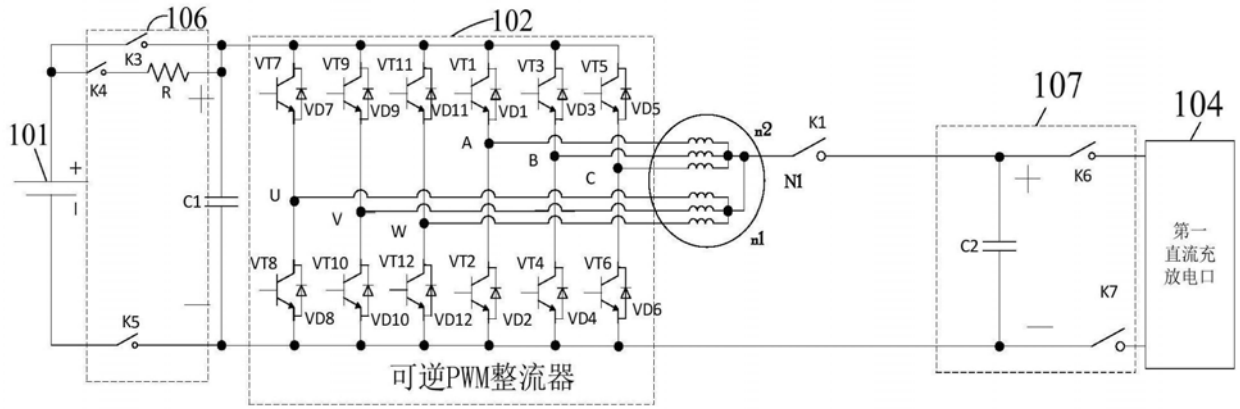 106
102
K3
K4
R
+
−
101
+
−
C1
K5
VT7
VT9
VT11
VT1
VT3
VT5
VD7
VD9
VD11
VD1
VD3
VD5
A
B
C
U
V
W
n2
n1
N1
K1
VT8
VT10
VT12
VT2
VT4
VT6
VD8
VD10
VD12
VD2
VD4
VD6
可逆PWM整流器
107
+
C2
−
K6
K7
104
第一
直流充
放电口